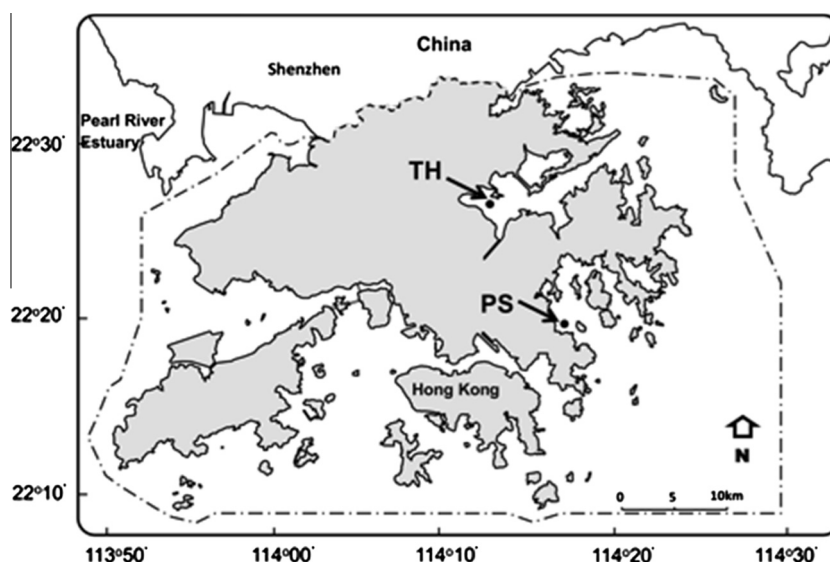 China
Shenzhen
Pearl River
Estuary
22°30'
TH
PS
22°20'
Hong Kong
N
22°10'
0 5 10km
113°50' 114°00' 114°10' 114°20' 114°30'